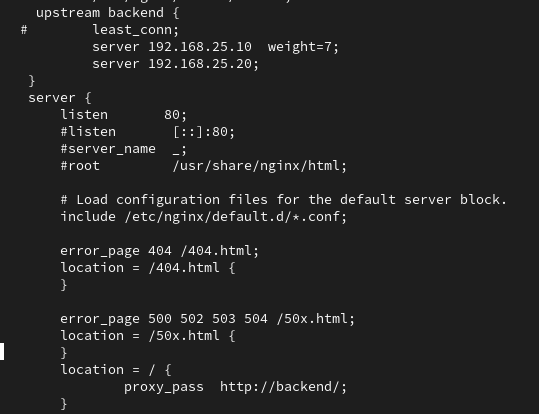 upstream backend {
#        least_conn;
server 192.168.25.10  weight=7;
server 192.168.25.20;
}
server {
listen       80;
#listen       [::]:80;
#server_name  _;
#root         /usr/share/nginx/html;
# Load configuration files for the default server block.
include /etc/nginx/default.d/*.conf;
error_page 404 /404.html;
location = /404.html {
}
error_page 500 502 503 504 /50x.html;
location = /50x.html {
}
location = / {
proxy_pass  http://backend/;
}